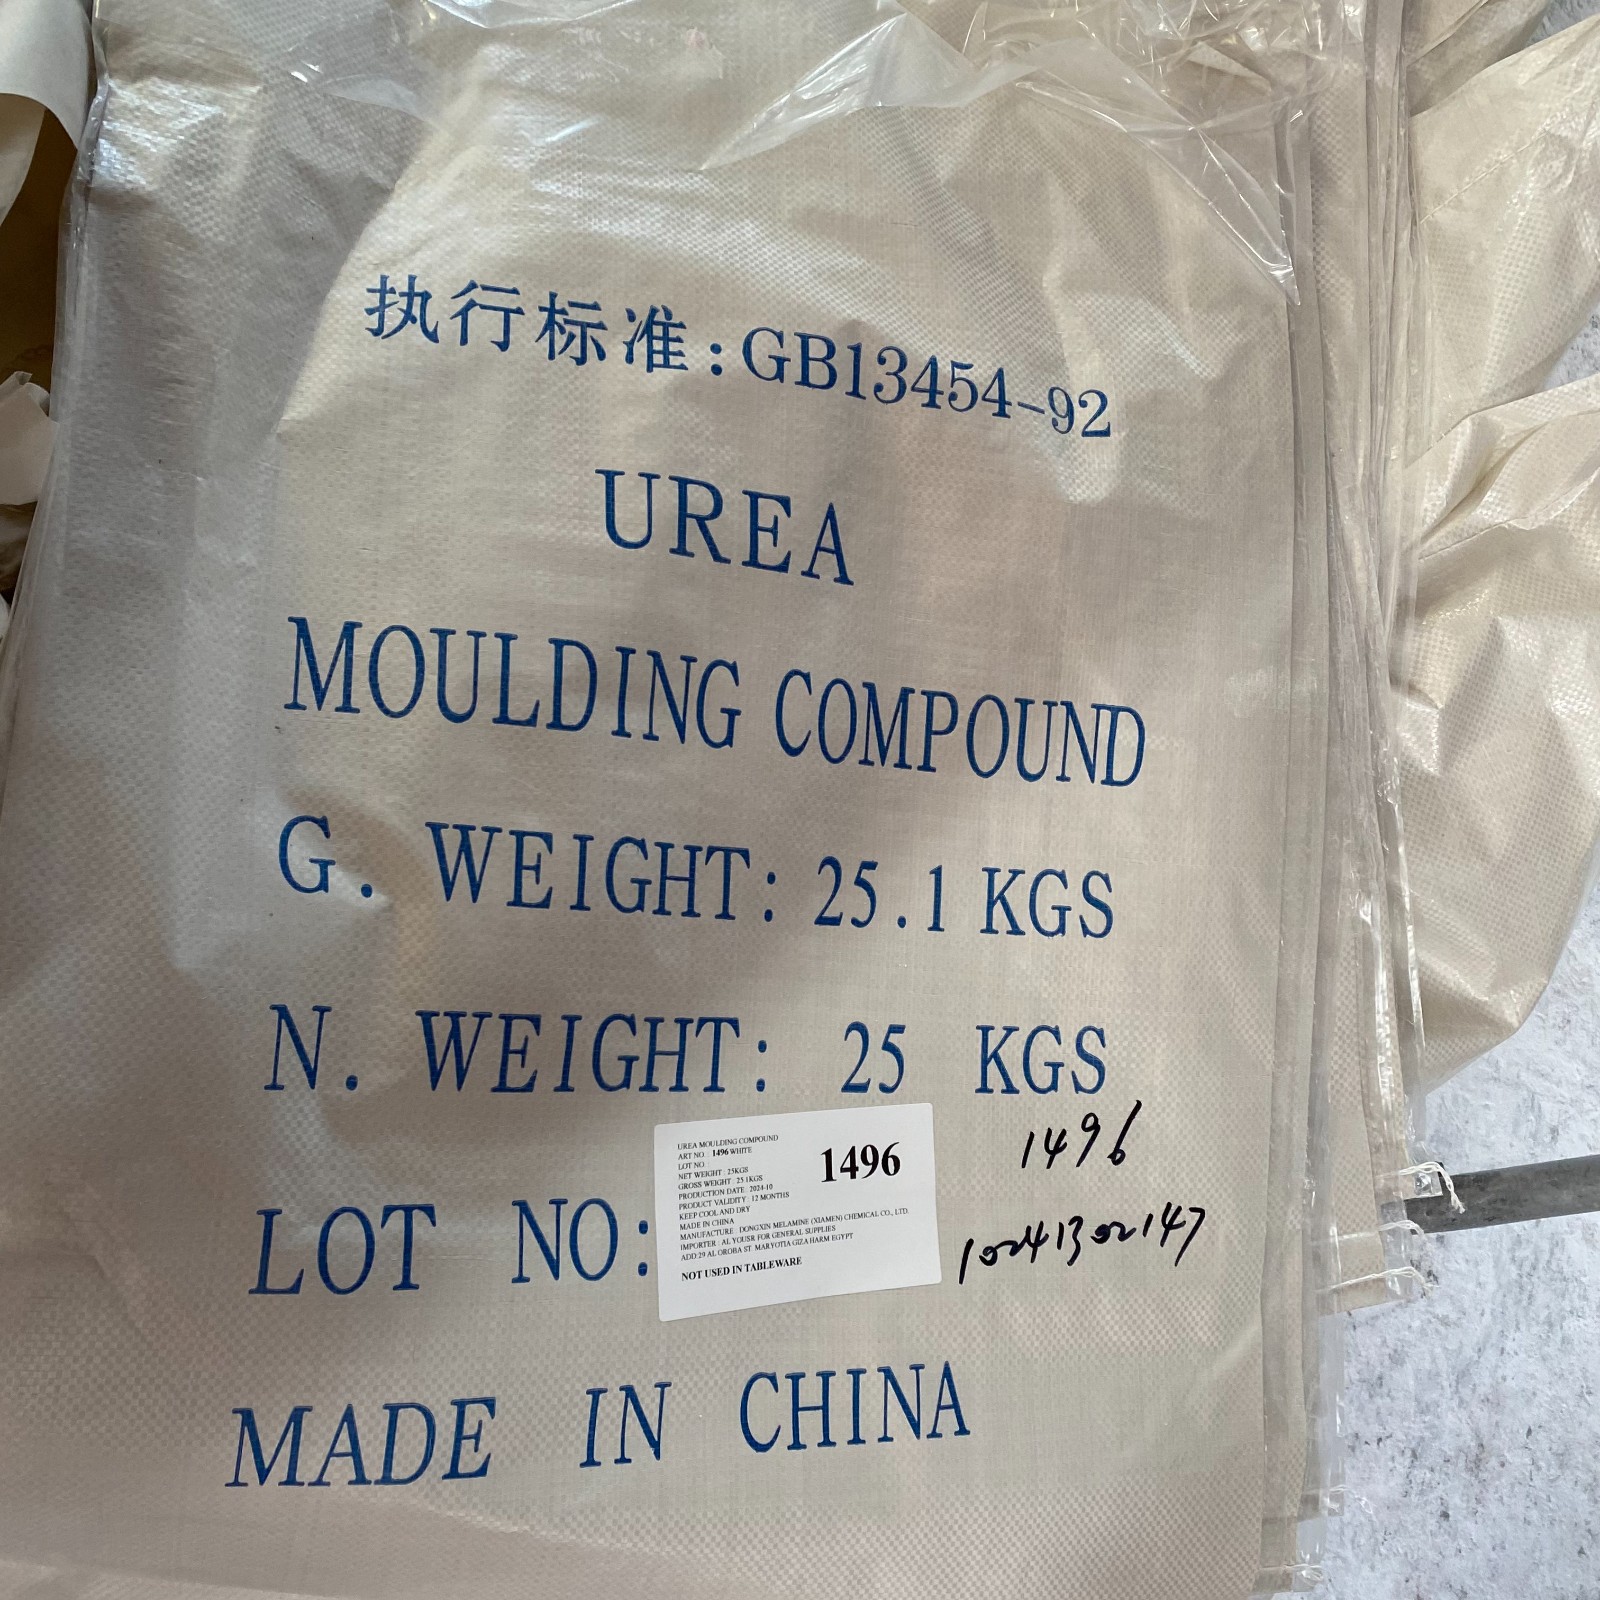 执行标准:GB13454-92
UREA
MOULDING COMPOUND
G. WEIGHT: 25.1 KGS
N. WEIGHT: 25 KGS
LOT NO:
UREA MOULDING COMPOUND
ART NO : 1496 WHITE
LOT NO.
NET WEIGHT : 25KGS
GROSS WEIGHT : 25.1KGS
PRODUCTION DATE : 2024-10
PRODUCT VALIDITY : 12 MONTHS
KEEP COOL AND DRY
MADE IN CHINA
MANUFACTURE : DONGXIN MELAMINE (XIAMEN) CHEMICAL CO., LTD.
IMPORTER : AL YOUSR FOR GENERAL SUPPLIES
ADD:29 AL OROBA ST. MARYOTIA GIZA HARM EGYPT
NOT USED IN TABLEWARE
1496
1496
10241302147
MADE IN CHINA